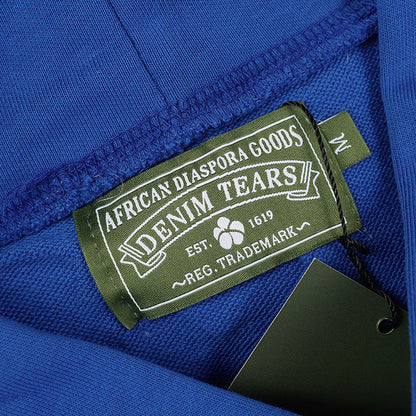 AFRICAN DIASPORA GOODS
DENIM TEARS
EST. 1619
~REG. TRADEMARK~
M